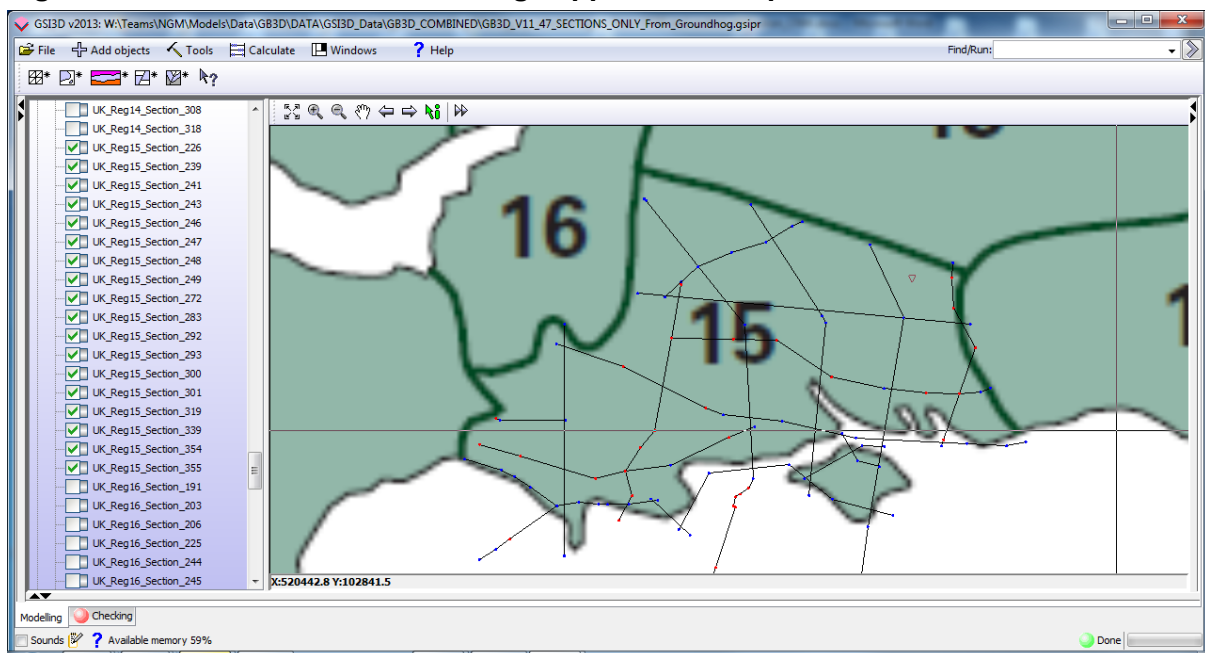 GSI3D v2013: W:\Teams\NGM\Models\Data\GB3D\DATA\GSI3D_Data\GB3D_COMBINED\GB3D_V11_47_SECTIONS_ONLY_From_Groundhog.gsipr
File Add objects Tools Calculate Windows ? Help Find/Run:
UK_Reg14_Section_308
UK_Reg14_Section_318
UK_Reg15_Section_226
UK_Reg15_Section_239
UK_Reg15_Section_241
UK_Reg15_Section_243
UK_Reg15_Section_246
UK_Reg15_Section_247
UK_Reg15_Section_248
UK_Reg15_Section_249
UK_Reg15_Section_272
UK_Reg15_Section_283
UK_Reg15_Section_292
UK_Reg15_Section_293
UK_Reg15_Section_300
UK_Reg15_Section_301
UK_Reg15_Section_319
UK_Reg15_Section_339
UK_Reg15_Section_354
UK_Reg15_Section_355
UK_Reg16_Section_191
UK_Reg16_Section_203
UK_Reg16_Section_206
UK_Reg16_Section_225
UK_Reg16_Section_244
UK_Reg16_Section_245
16
15
X:520442.8 Y:102841.5
Modelling Checking
Sounds ? Available memory 59% Done